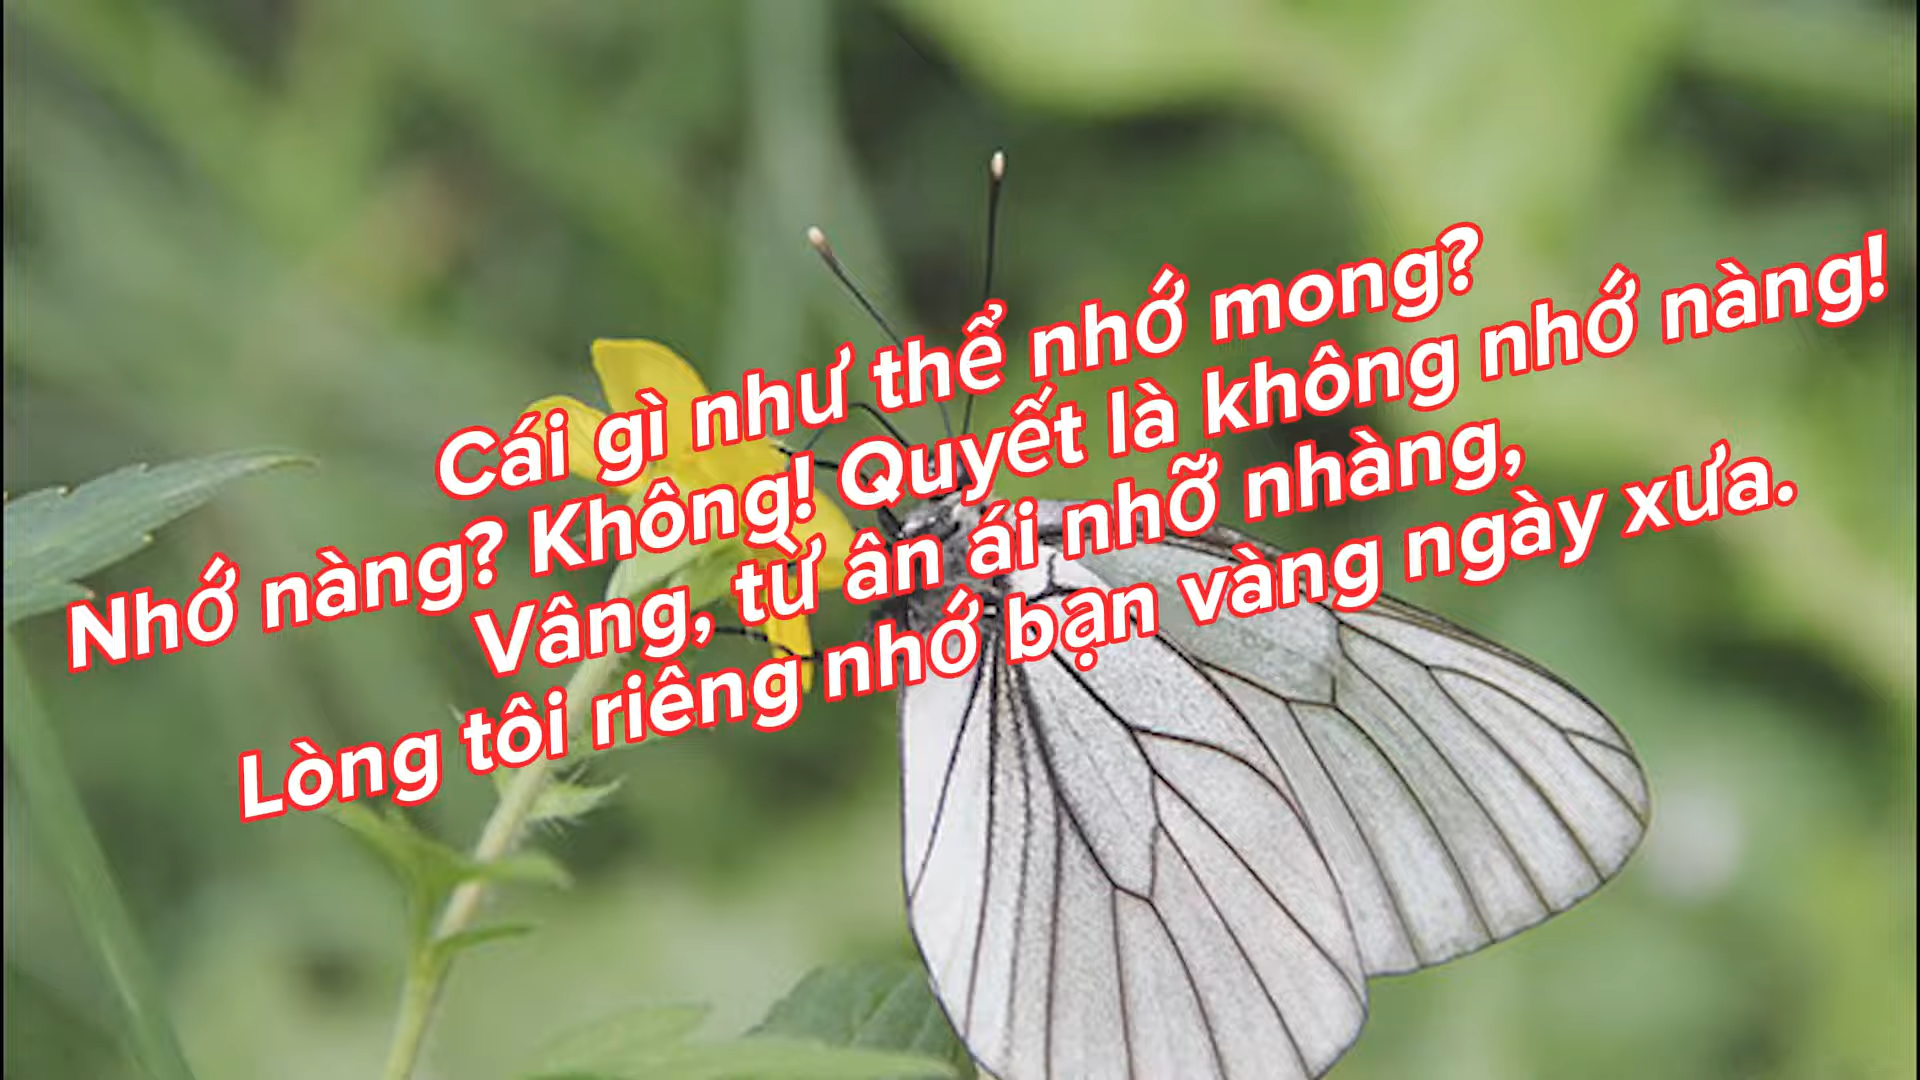 Cái gì như thể nhớ mong?
Nhớ nàng? Không! Quyết là không nhớ nàng!
Vâng, từ ân ái nhỡ nhàng,
Lòng tôi riêng nhớ bạn vàng ngày xưa.